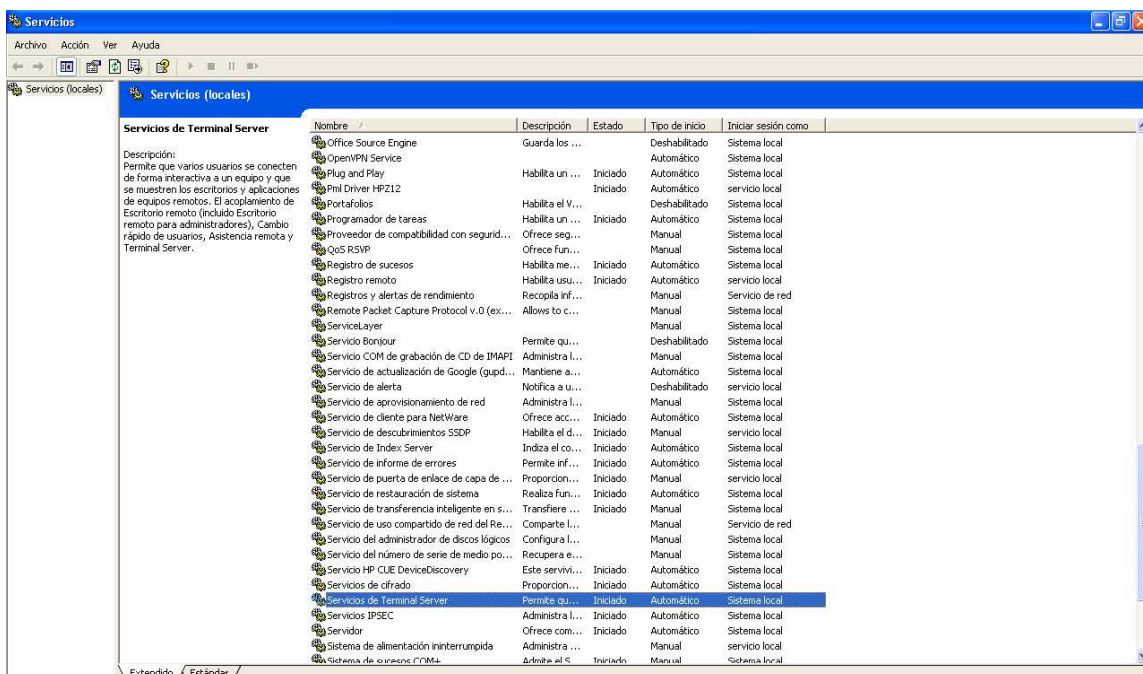 Servicios
Archivo Acción Ver Ayuda
Servicios (locales)
Servicios (locales)
Servicios de Terminal Server
Descripción:
Permite que varios usuarios se conecten
de forma interactiva a un equipo y que
se muestren los escritorios y aplicaciones
de equipos remotos. El acoplamiento de
Escritorio remoto (incluido Escritorio
remoto para administradores), Cambio
rápido de usuarios, Asistencia remota y
Terminal Server.
Nombre Descripción Estado Tipo de inicio Iniciar sesión como
Office Source Engine Guarda los ... Deshabilitado Sistema local
OpenVPN Service Automático Sistema local
Plug and Play Habilita un ... Iniciado Automático Sistema local
Pml Driver HPZ12 Iniciado Automático servicio local
Portafolios Habilita el V... Deshabilitado Sistema local
Programador de tareas Habilita un ... Iniciado Automático Sistema local
Proveedor de compatibilidad con segurid... Ofrece seg... Manual Sistema local
QoS RSVP Ofrece fun... Manual Sistema local
Registro de sucesos Habilita me... Iniciado Automático Sistema local
Registro remoto Habilita usu... Iniciado Automático servicio local
Registros y alertas de rendimiento Recopila inf... Manual Servicio de red
Remote Packet Capture Protocol v.0 (ex... Allows to c... Manual Sistema local
ServiceLayer Manual Sistema local
Servicio Bonjour Permite qu... Deshabilitado Sistema local
Servicio COM de grabación de CD de IMAPI Administra l... Manual Sistema local
Servicio de actualización de Google (gupd... Mantiene a... Automático Sistema local
Servicio de alerta Notifica a u... Deshabilitado servicio local
Servicio de aprovisionamiento de red Administra l... Manual Sistema local
Servicio de cliente para NetWare Ofrece acc... Iniciado Automático Sistema local
Servicio de descubrimientos SSDP Habilita el d... Iniciado Manual servicio local
Servicio de Index Server Indiza el co... Iniciado Automático Sistema local
Servicio de informe de errores Permite inf... Iniciado Automático Sistema local
Servicio de puerta de enlace de capa de ... Proporcion... Iniciado Manual servicio local
Servicio de restauración de sistema Realiza fun... Iniciado Automático Sistema local
Servicio de transferencia inteligente en s... Transfiere ... Iniciado Manual Sistema local
Servicio de uso compartido de red del Re... Comparte l... Manual Servicio de red
Servicio del administrador de discos lógicos Configura l... Manual Sistema local
Servicio del número de serie de medio po... Recupera e... Manual Sistema local
Servicio HP CUE DeviceDiscovery Este servivi... Iniciado Automático Sistema local
Servicios de cifrado Proporcion... Iniciado Automático Sistema local
Servicios de Terminal Server Permite qu... Iniciado Automático Sistema local
Servicios IPSEC Administra l... Iniciado Automático Sistema local
Servidor Ofrece com... Iniciado Automático Sistema local
Sistema de alimentación ininterrumpida Administra ... Manual servicio local
Sistema de sucesos COM+ Admite el S... Iniciado Manual Sistema local
Extendido Estándar